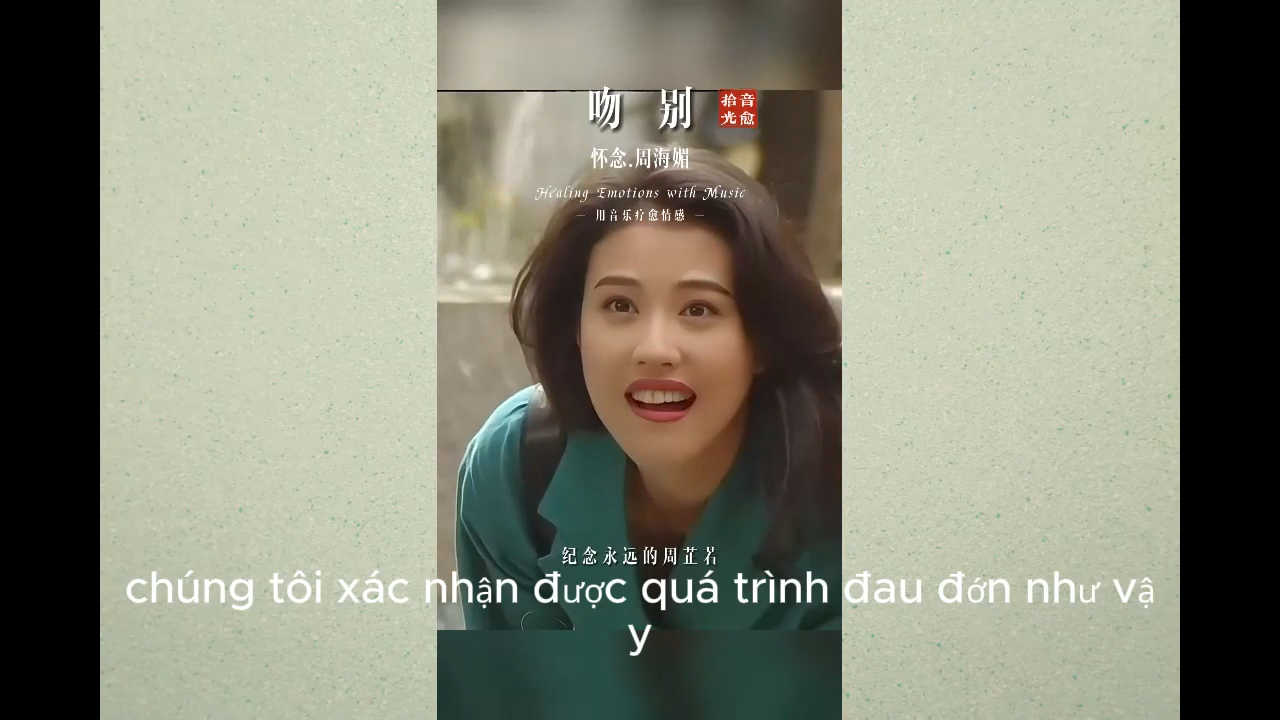 吻别
拾音
光愈
怀念.周海媚
Healing Emotions with Music
— 用音乐疗愈情感 —
纪念永远的周芷若
chúng tôi xác nhận được quá trình đau đớn như vậ
y